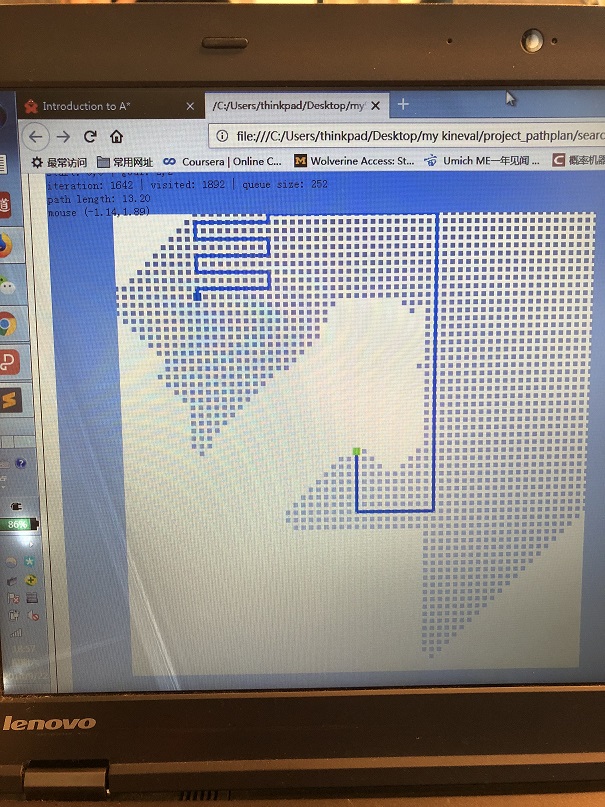 Introduction to A*
/C:/Users/thinkpad/Desktop/my
file:///C:/Users/thinkpad/Desktop/my kineval/project_pathplan/searc
最常访问 常用网址 Coursera | Online C... Wolverine Access: St... Umich ME一年见闻 ... 概率机器
iteration: 1642 | visited: 1892 | queue size: 252
path length: 13.20
mouse (-1.14,1.89)
86%
lenovo